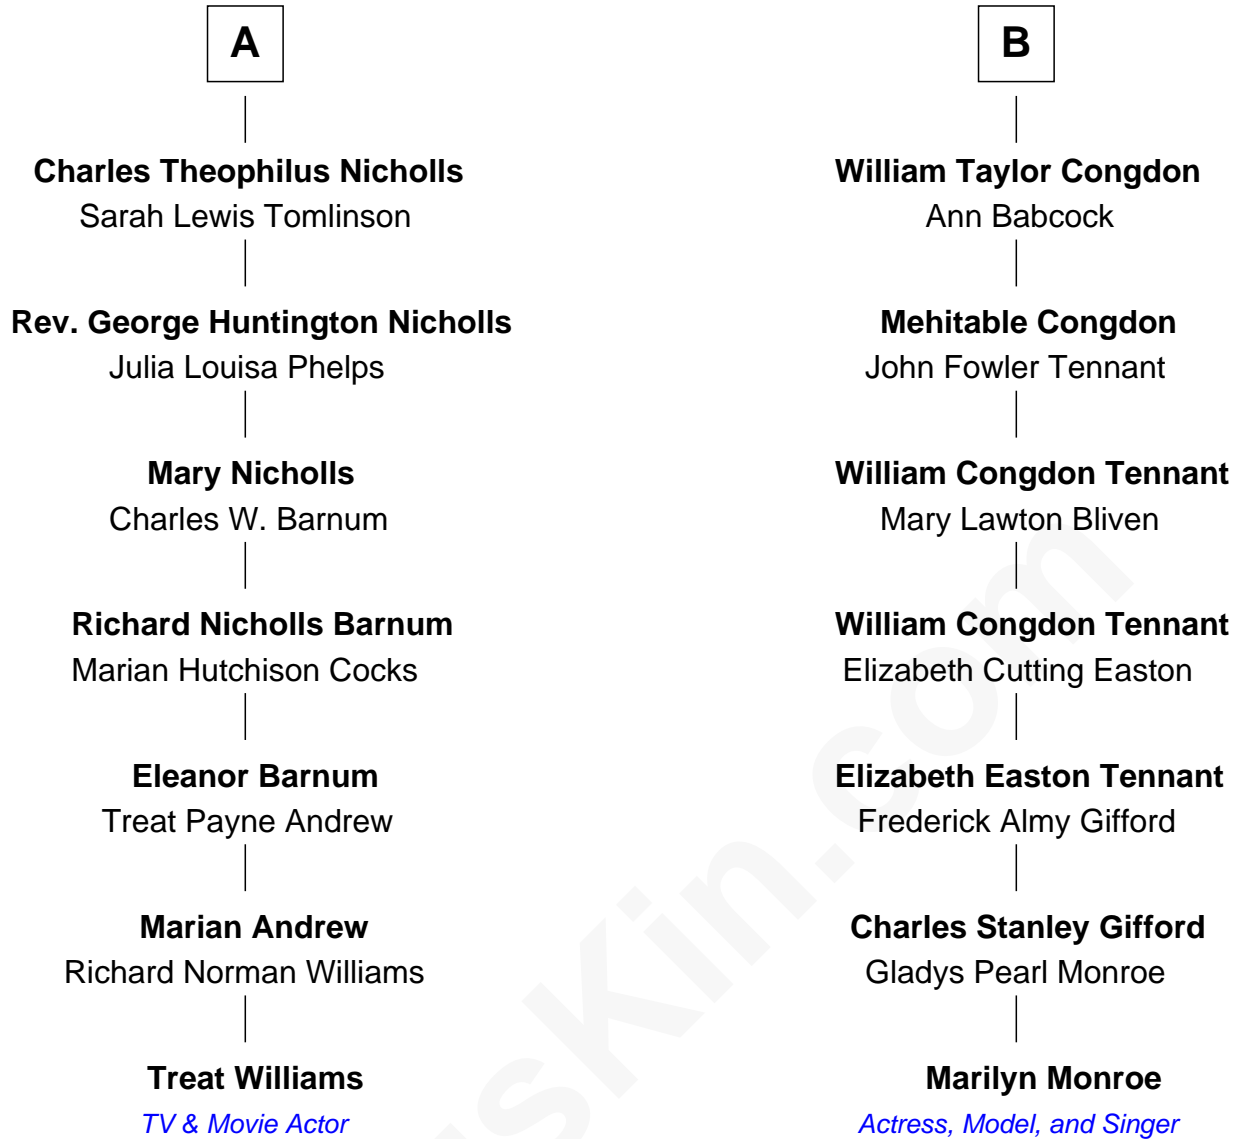 A
Charles Theophilus Nicholls
Sarah Lewis Tomlinson
Rev. George Huntington Nicholls
Julia Louisa Phelps
Mary Nicholls
Charles W. Barnum
Richard Nicholls Barnum
Marian Hutchison Cocks
Eleanor Barnum
Treat Payne Andrew
Marian Andrew
Richard Norman Williams
Treat Williams
TV & Movie Actor
B
William Taylor Congdon
Ann Babcock
Mehitable Congdon
John Fowler Tennant
William Congdon Tennant
Mary Lawton Bliven
William Congdon Tennant
Elizabeth Cutting Easton
Elizabeth Easton Tennant
Frederick Almy Gifford
Charles Stanley Gifford
Gladys Pearl Monroe
Marilyn Monroe
Actress, Model, and Singer